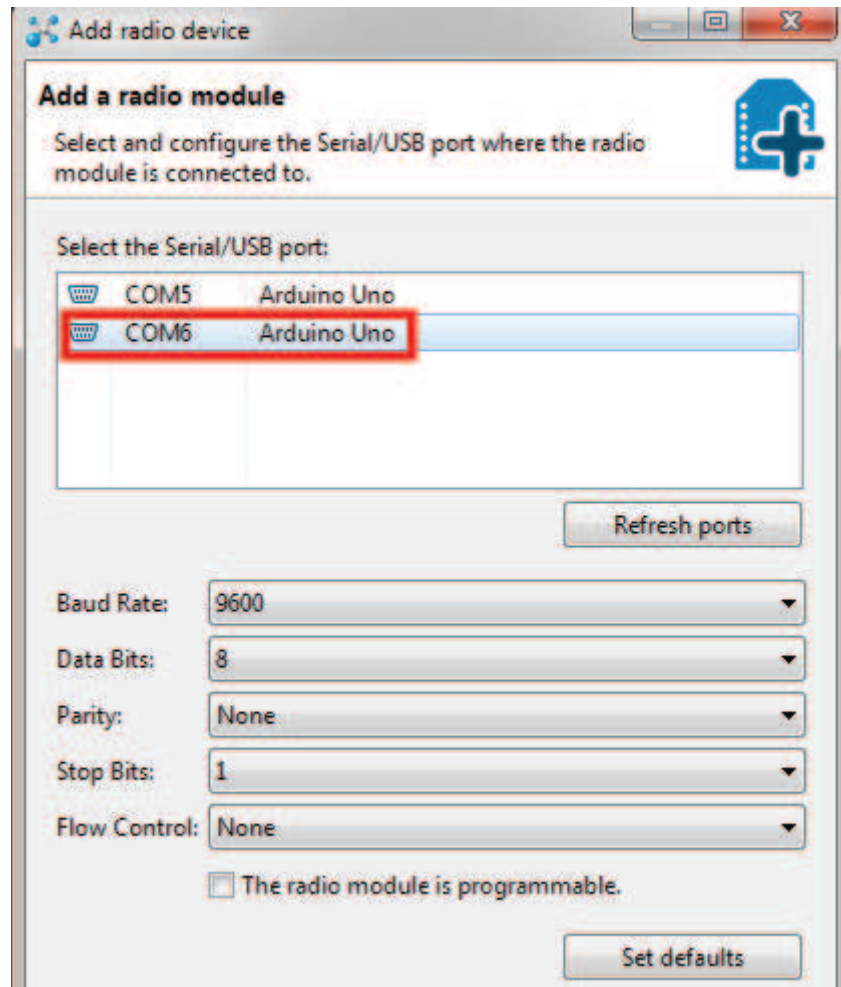 Add radio device
Add a radio module
Select and configure the Serial/USB port where the radio
module is connected to.
Select the Serial/USB port:
COM5 Arduino Uno
COM6 Arduino Uno
Refresh ports
Baud Rate: 9600
Data Bits: 8
Parity: None
Stop Bits: 1
Flow Control: None
The radio module is programmable.
Set defaults